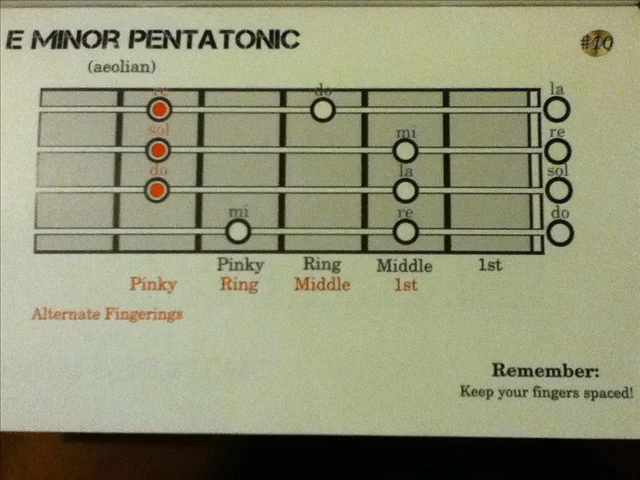 E MINOR PENTATONIC
#10
(aeolian)
do la
sol mi re
do la sol
mi re do
Pinky Ring Middle 1st
Pinky Ring Middle 1st
Alternate Fingerings
Remember:
Keep your fingers spaced!